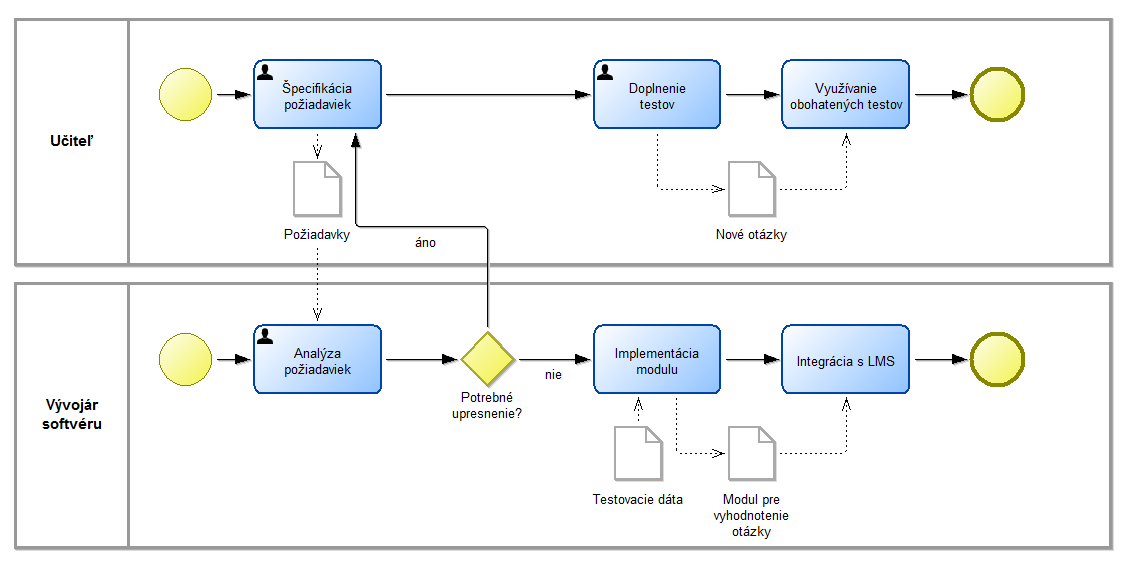 Učiteľ
Špecifikácia
požiadaviek
Doplnenie
testov
Využívanie
obohatených testov
Požiadavky
áno
Nové otázky
Vývojár
softvéru
Analýza
požiadaviek
Potrebné
upresnenie?
nie
Implementácia
modulu
Integrácia s LMS
Testovacie dáta
Modul pre
vyhodnotenie
otázky